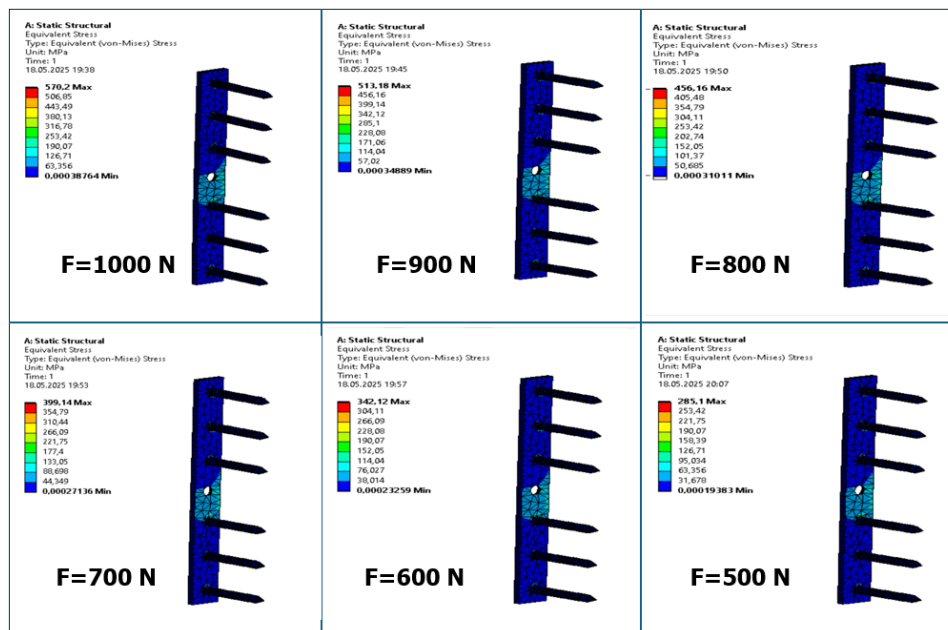 A: Static Structural
Equivalent Stress
Type: Equivalent (von-Mises) Stress
Unit: MPa
Time: 1
18.05.2025 19:38
570,2 Max
506,85
443,49
380,13
316,78
253,42
190,07
126,71
63,356
0,00038764 Min
F=1000 N
A: Static Structural
Equivalent Stress
Type: Equivalent (von-Mises) Stress
Unit: MPa
Time: 1
18.05.2025 19:45
513,18 Max
456,16
399,14
342,12
285,1
228,08
171,06
114,04
57,02
0,00034889 Min
F=900 N
A: Static Structural
Equivalent Stress
Type: Equivalent (von-Mises) Stress
Unit: MPa
Time: 1
18.05.2025 19:50
456,16 Max
405,48
354,79
304,11
253,42
202,74
152,05
101,37
50,685
0,00031011 Min
F=800 N
A: Static Structural
Equivalent Stress
Type: Equivalent (von-Mises) Stress
Unit: MPa
Time: 1
18.05.2025 19:53
399,14 Max
354,79
310,44
266,09
221,75
177,4
133,05
88,698
44,349
0,00027136 Min
F=700 N
A: Static Structural
Equivalent Stress
Type: Equivalent (von-Mises) Stress
Unit: MPa
Time: 1
18.05.2025 19:57
342,12 Max
304,11
266,09
228,08
190,07
152,05
114,04
76,027
38,014
0,00023259 Min
F=600 N
A: Static Structural
Equivalent Stress
Type: Equivalent (von-Mises) Stress
Unit: MPa
Time: 1
18.05.2025 20:07
285,1 Max
253,42
221,75
190,07
158,39
126,71
95,034
63,356
31,678
0,00019383 Min
F=500 N